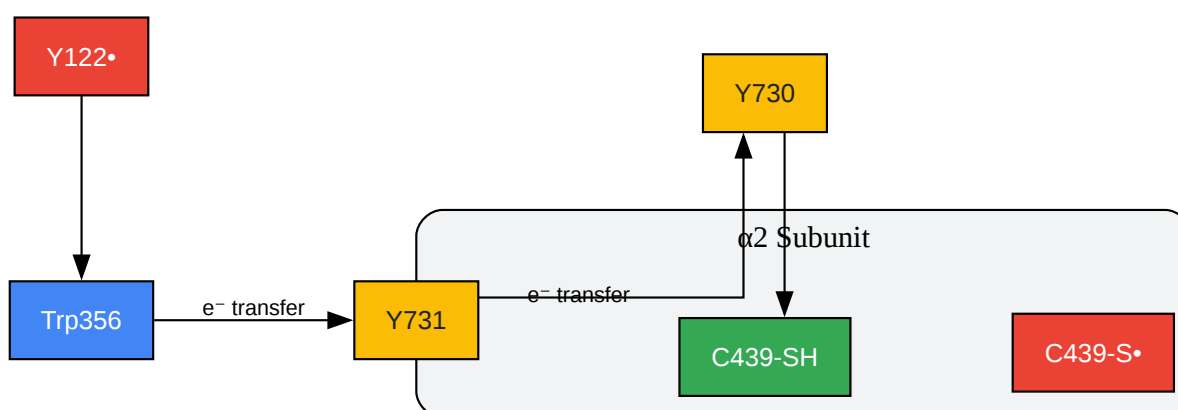 Y122•
Y730
α2 Subunit
Trp356
e⁻ transfer
Y731
e⁻ transfer
C439-SH
C439-S•